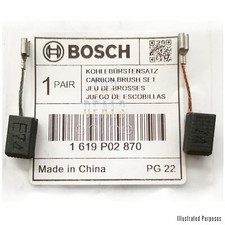 BOSCH
1 PAIR
KOHLEBÜRSTENSATZ
CARBON BRUSH SET
JEU DE BROSSES
JUEGO DE ESCOBILLAS
1 619 P02 870
Made in China
PG 22
E74
Illustrated Purposes